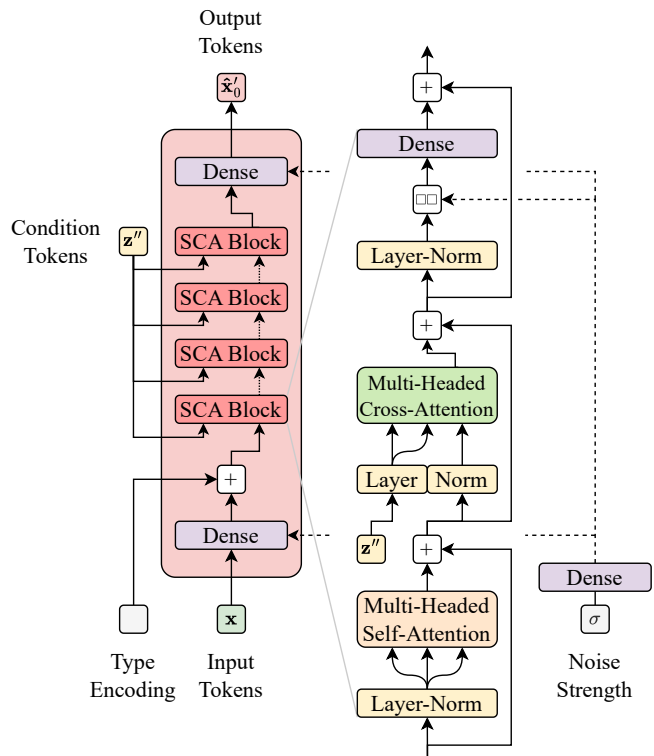 Output
Tokens
x̂′₀
Dense
Condition
Tokens
z″
SCA Block
SCA Block
SCA Block
SCA Block
+
Dense
x
Type
Encoding
Input
Tokens
+
Dense
Layer-Norm
+
Multi-Headed
Cross-Attention
Layer Norm
z″
+
Multi-Headed
Self-Attention
Layer-Norm
Dense
σ
Noise
Strength